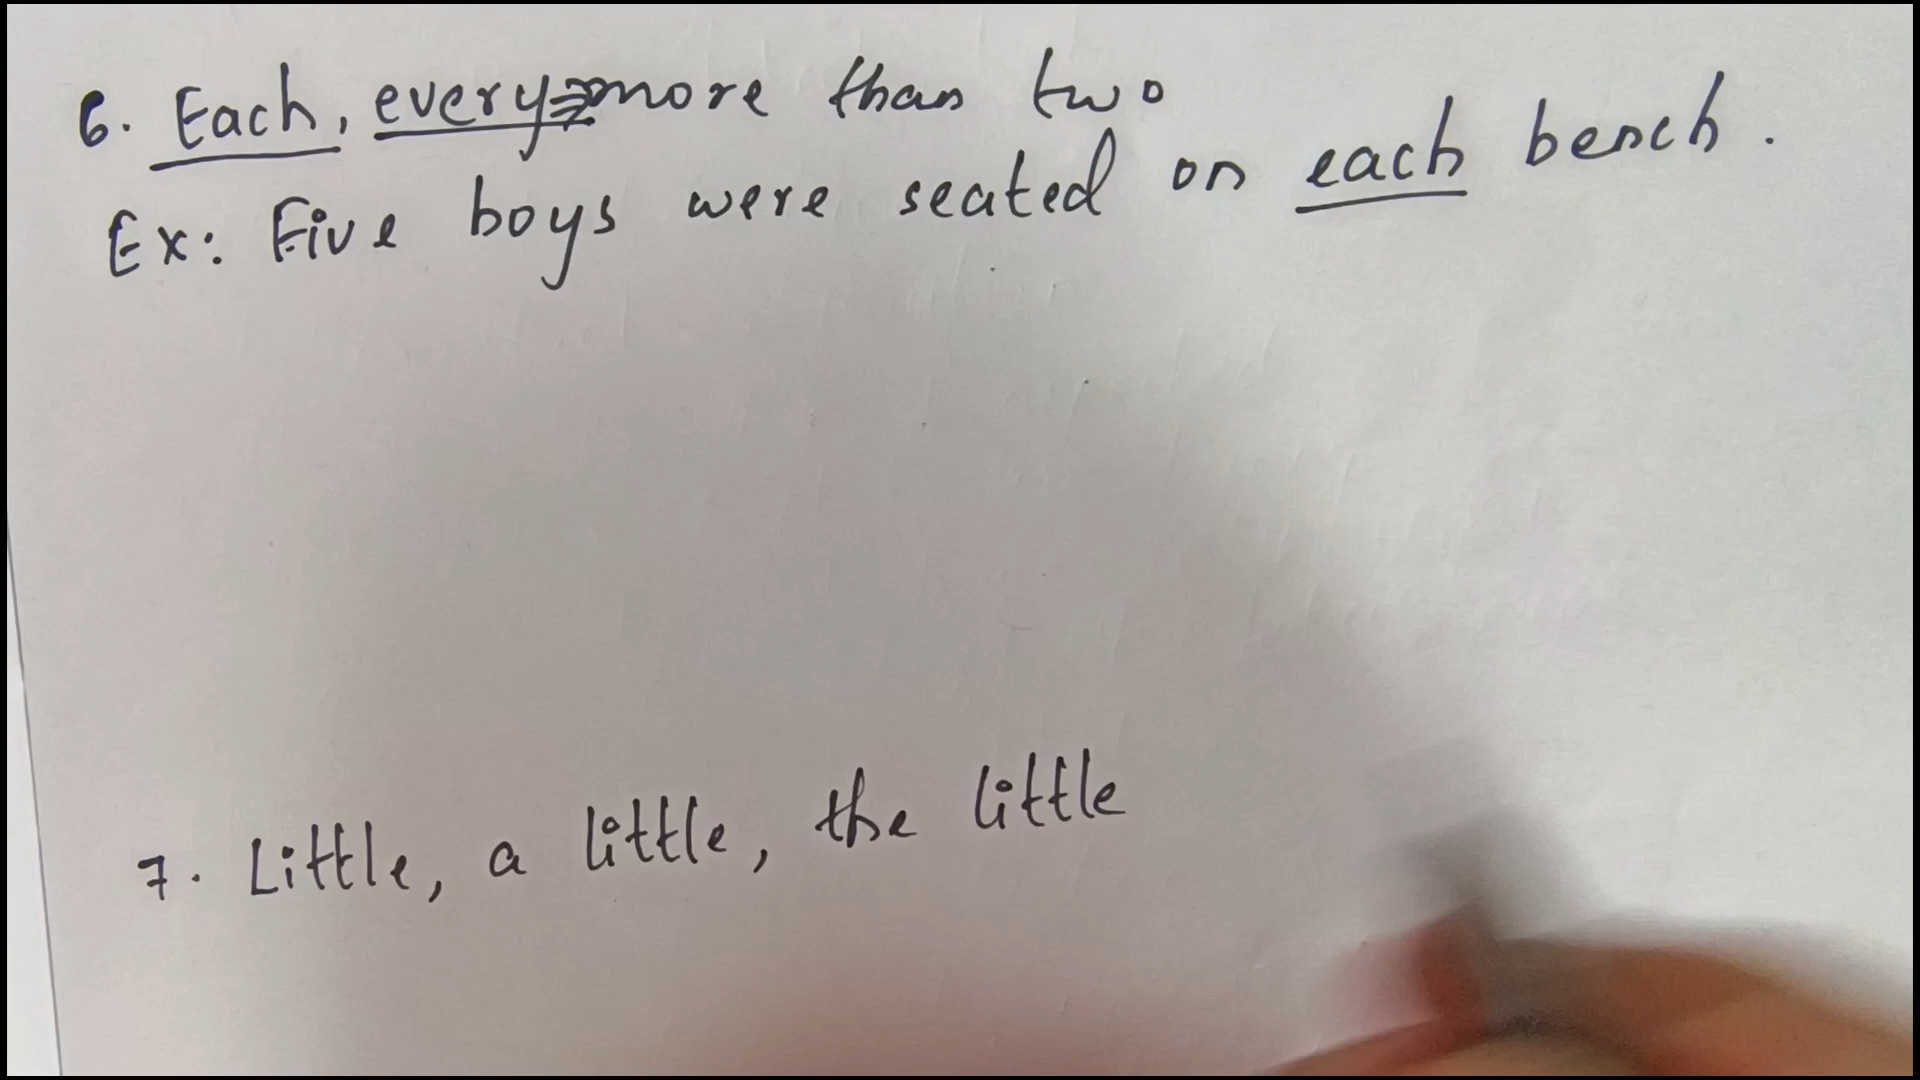 6. Each, every⇒more than two
Ex: Five boys were seated on each bench.
7. Little, a little, the little